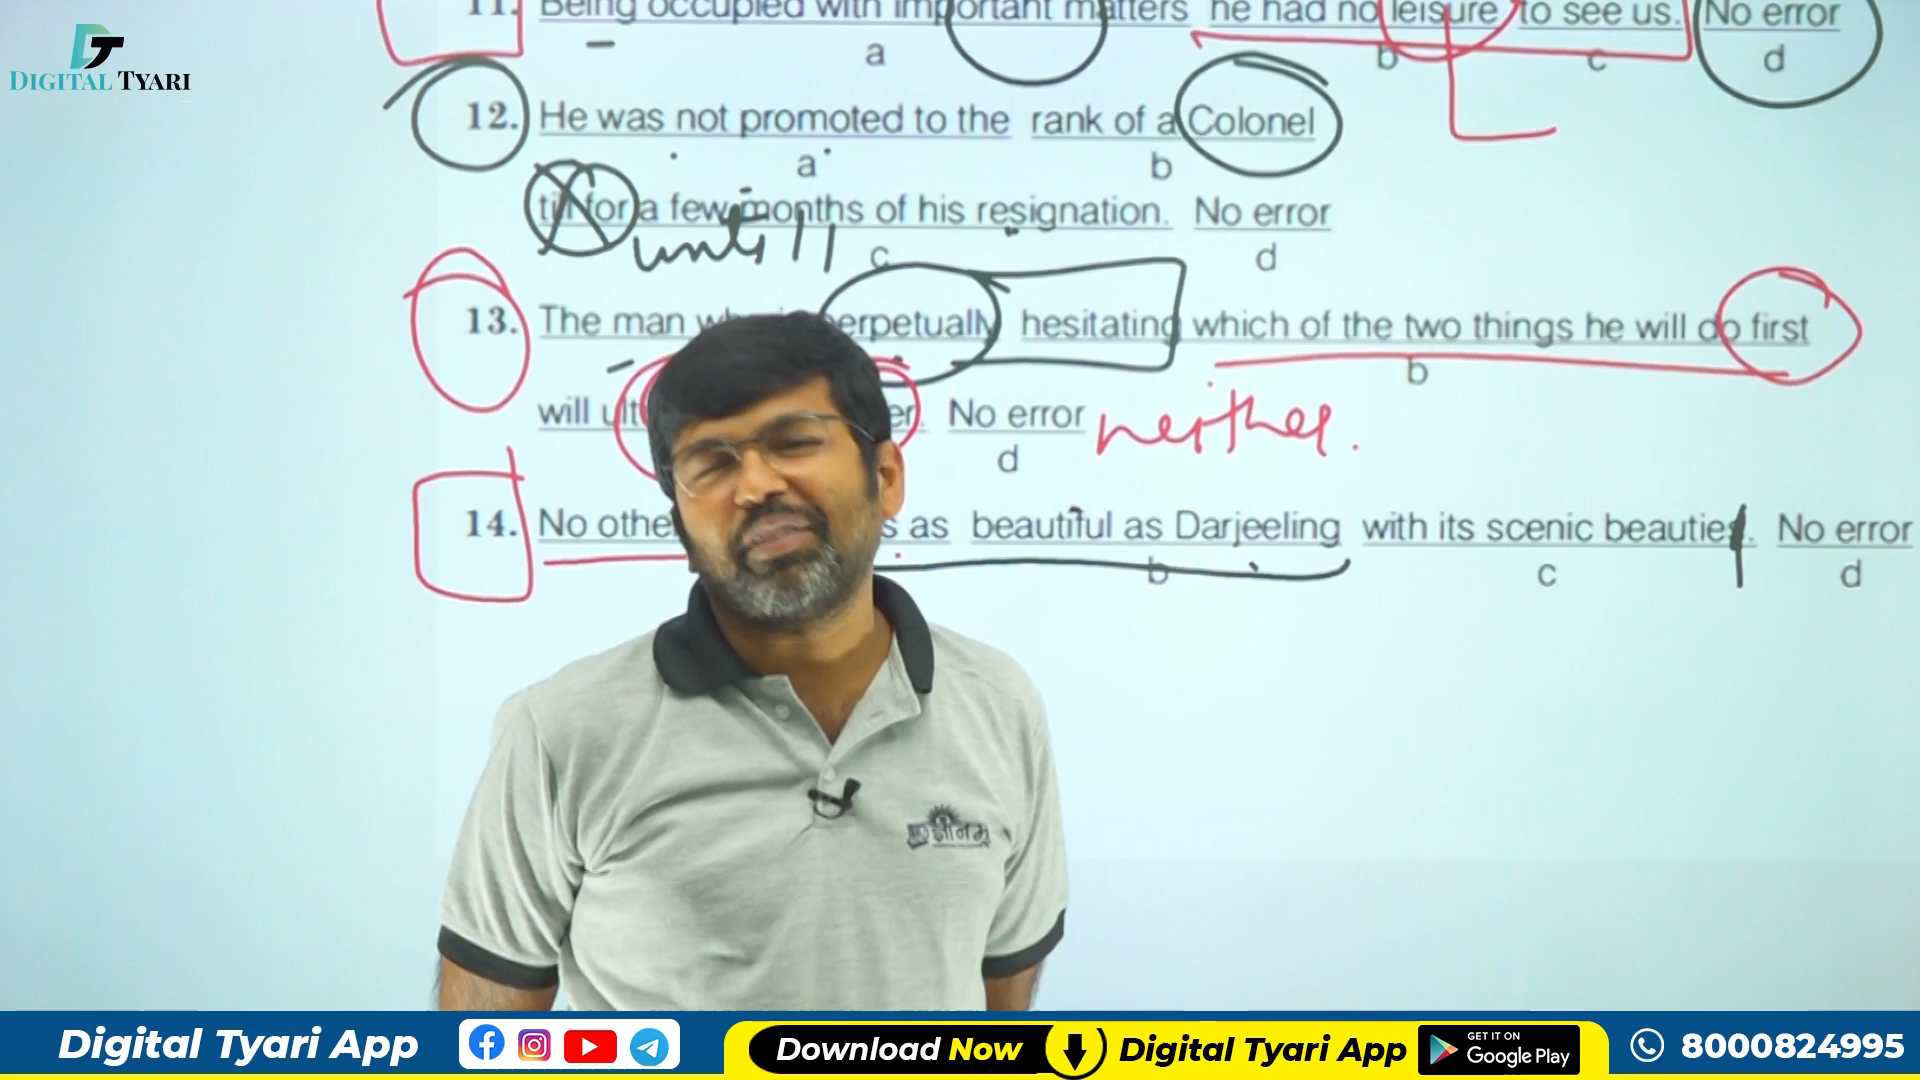 11. Being occupied with important matters he had no leisure to see us. No error
a b c d
DT
DIGITAL TYARI
12. He was not promoted to the rank of a Colonel
a b
till for a few months of his resignation. No error
until
c d
13. The man perpetually hesitating which of the two things he will do first
b
will No error neither.
d
14. No other as beautiful as Darjeeling with its scenic beauties. No error
b c d
ज्ञानम
Digital Tyari App Download Now Digital Tyari App GET IT ON Google Play 8000824995